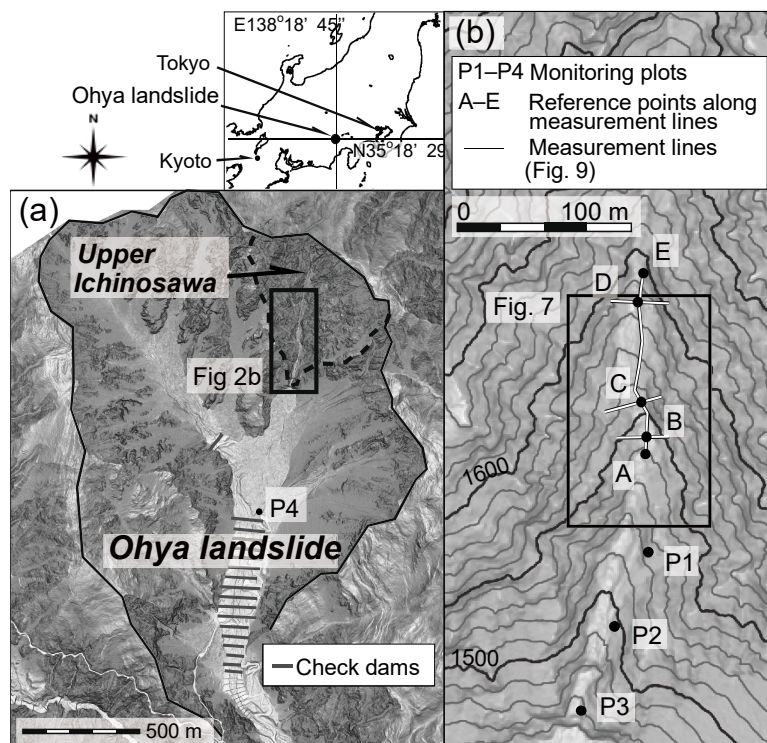 E138°18' 45"
Tokyo
Ohya landslide
N
N35°18' 29
Kyoto
(a)
Upper
Ichinosawa
Fig 2b
P4
Ohya landslide
Check dams
500 m
(b)
P1–P4 Monitoring plots
A–E Reference points along
measurement lines
Measurement lines
(Fig. 9)
0 100 m
E
D
Fig. 7
C
B
A
1600
P1
P2
1500
P3